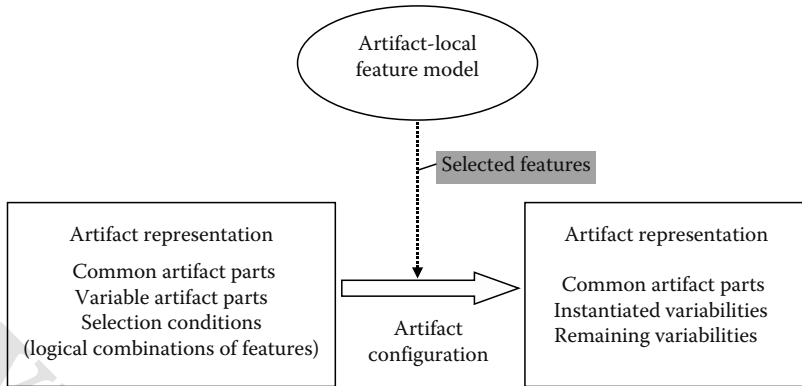 Artifact-local
feature model
Selected features
Artifact representation
Common artifact parts
Variable artifact parts
Selection conditions
(logical combinations of features)
Artifact
configuration
Artifact representation
Common artifact parts
Instantiated variabilities
Remaining variabilities